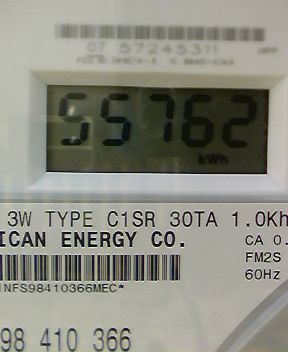 07 57245311
55762
kWh
3W TYPE C1SR 30TA 1.0Kh
ICAN ENERGY CO.
CA 0.
FM2S
60Hz
INFS98410366MEC*
98 410 366